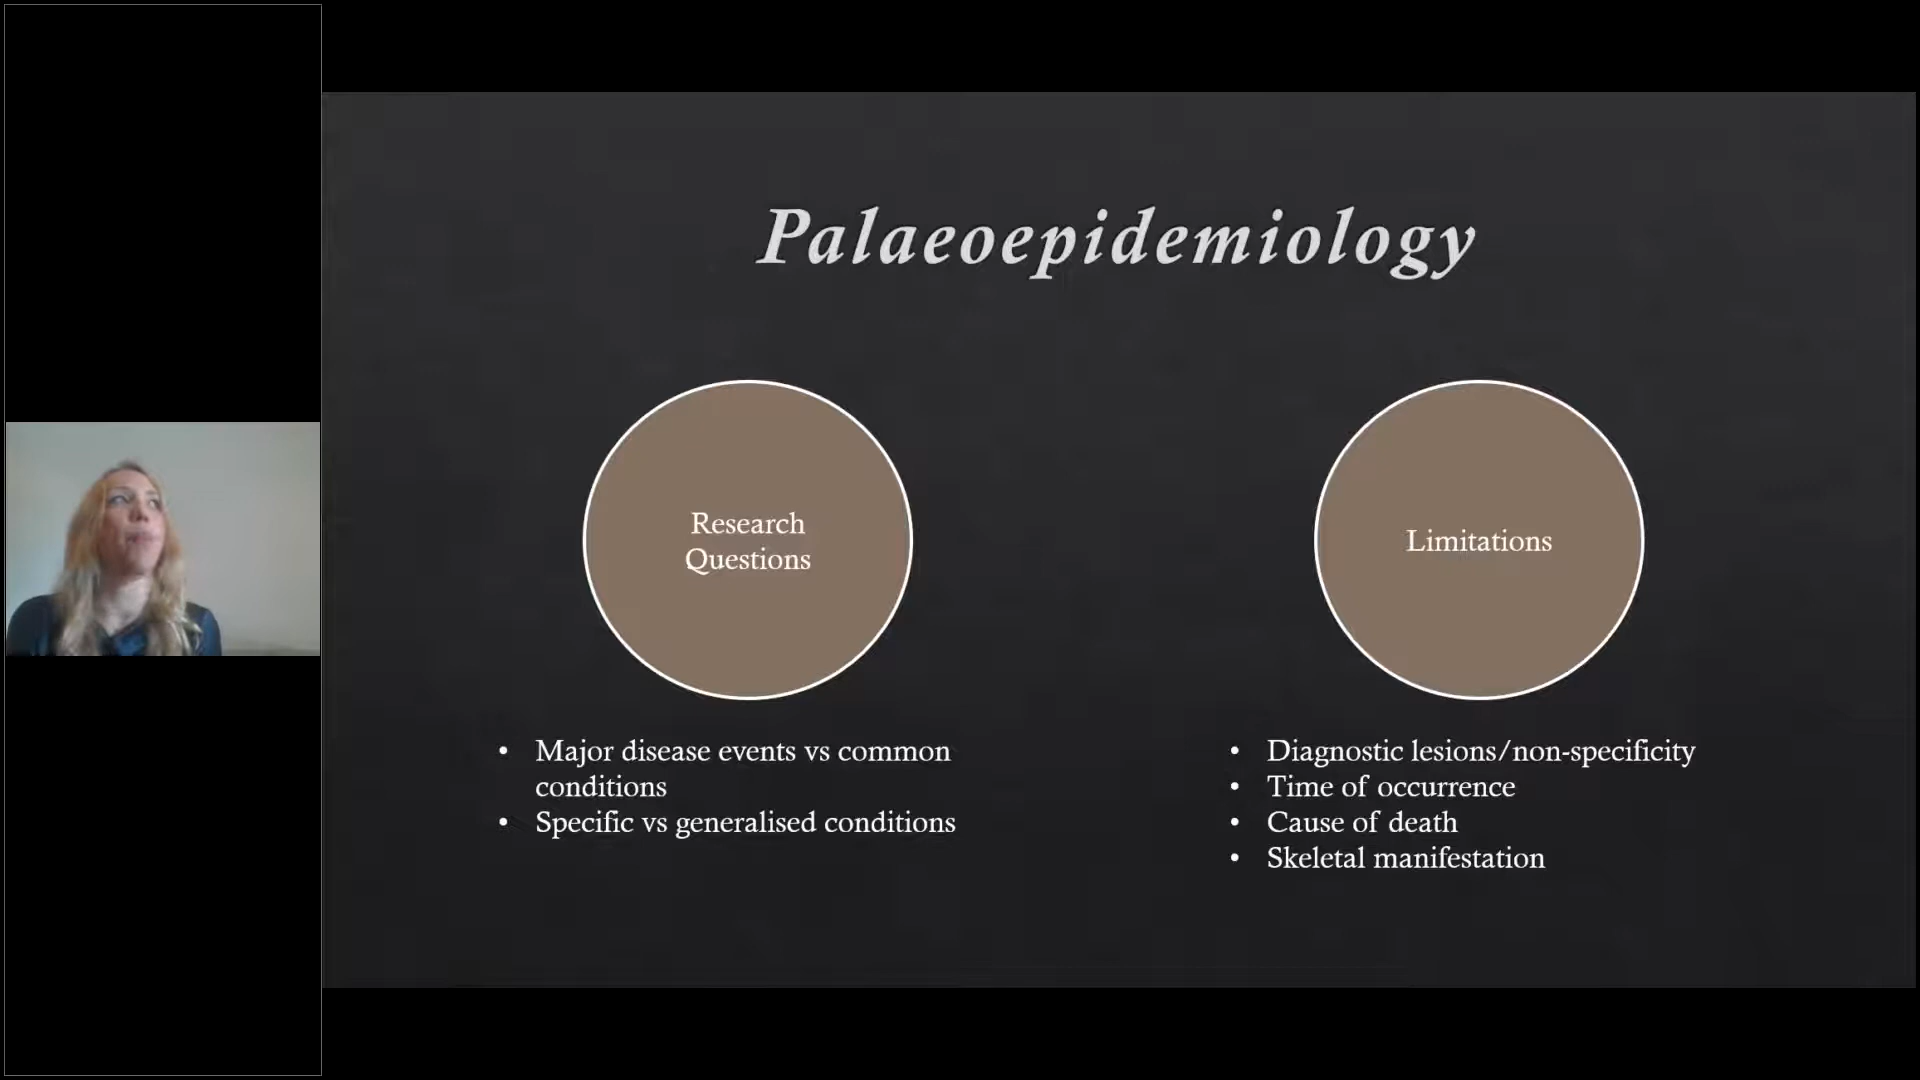 Palaeoepidemiology
Research
Questions
• Major disease events vs common
conditions
• Specific vs generalised conditions
Limitations
• Diagnostic lesions/non-specificity
• Time of occurrence
• Cause of death
• Skeletal manifestation